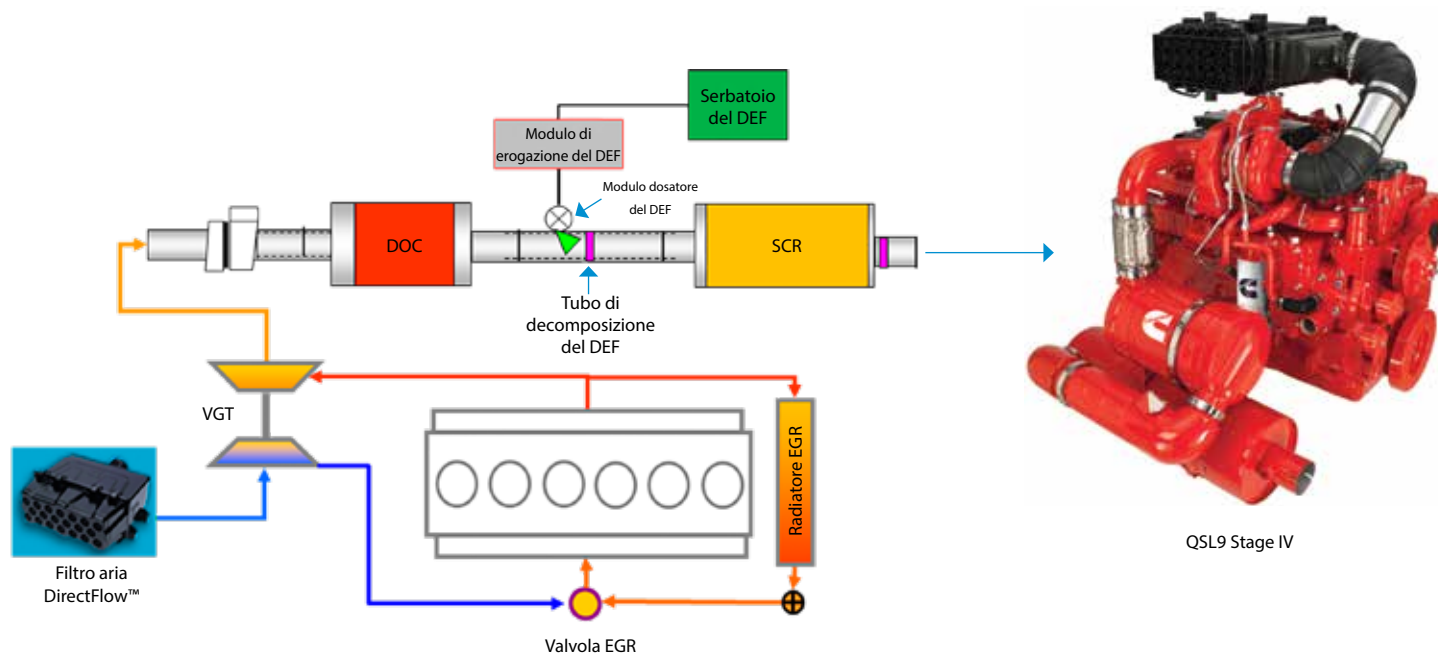 Serbatoio
del DEF
Modulo di
erogazione del DEF
Modulo dosatore
del DEF
DOC
SCR
Tubo di
decomposizione
del DEF
VGT
Radiatore EGR
Filtro aria
DirectFlow™
Valvola EGR
QSL9 Stage IV